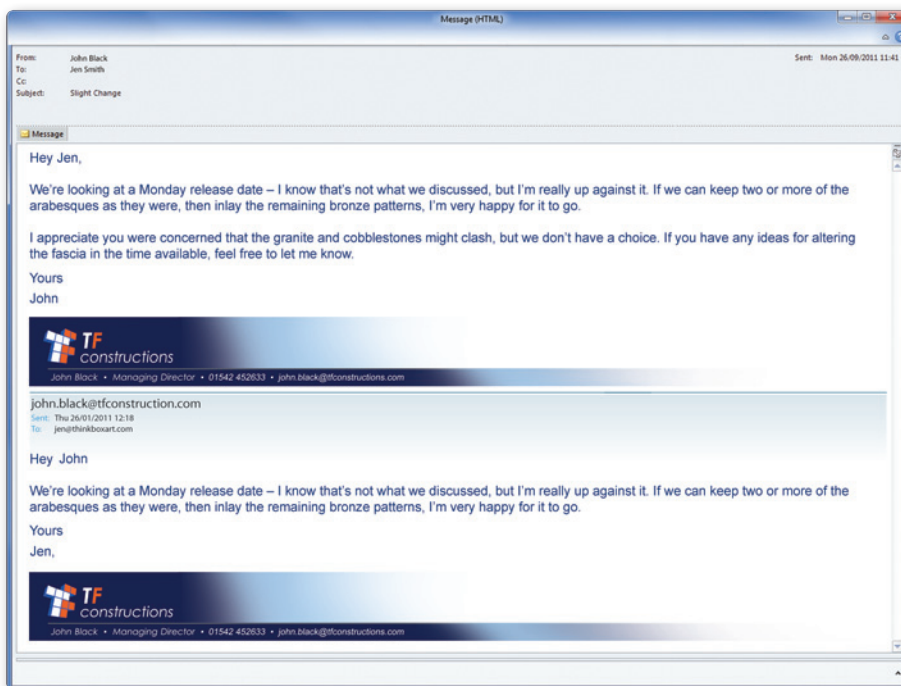 Message (HTML)
From: John Black
Sent: Mon 26/09/2011 11:41
To: Jen Smith
Cc:
Subject: Slight Change
Message
Hey Jen,
We're looking at a Monday release date – I know that's not what we discussed, but I'm really up against it. If we can keep two or more of the
arabesques as they were, then inlay the remaining bronze patterns, I'm very happy for it to go.
I appreciate you were concerned that the granite and cobblestones might clash, but we don't have a choice. If you have any ideas for altering
the fascia in the time available, feel free to let me know.
Yours
John
TF
constructions
John Black • Managing Director • 01542 452633 • john.black@tfconstructions.com
john.black@tfconstruction.com
Sent: Thu 26/01/2011 12:18
To: jen@thinkboxart.com
Hey John
We're looking at a Monday release date – I know that's not what we discussed, but I'm really up against it. If we can keep two or more of the
arabesques as they were, then inlay the remaining bronze patterns, I'm very happy for it to go.
Yours
Jen,
TF
constructions
John Black • Managing Director • 01542 452633 • john.black@tfconstructions.com